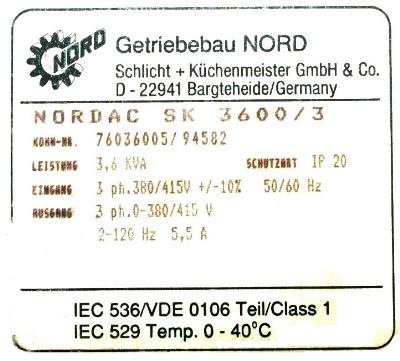 NORD
Getriebebau NORD
Schlicht + Küchenmeister GmbH & Co.
D - 22941 Bargteheide/Germany
NORDAC SK 3600/3
KOMM-NR. 76036005/94582
LEISTUNG 3,6 KVA SCHUTZART IP 20
EINGANG 3 ph.380/415V +/-10% 50/60 Hz
AUSGANG 3 ph.0-380/415 V
2-120 Hz 5,5 A
IEC 536/VDE 0106 Teil/Class 1
IEC 529 Temp. 0 - 40°C